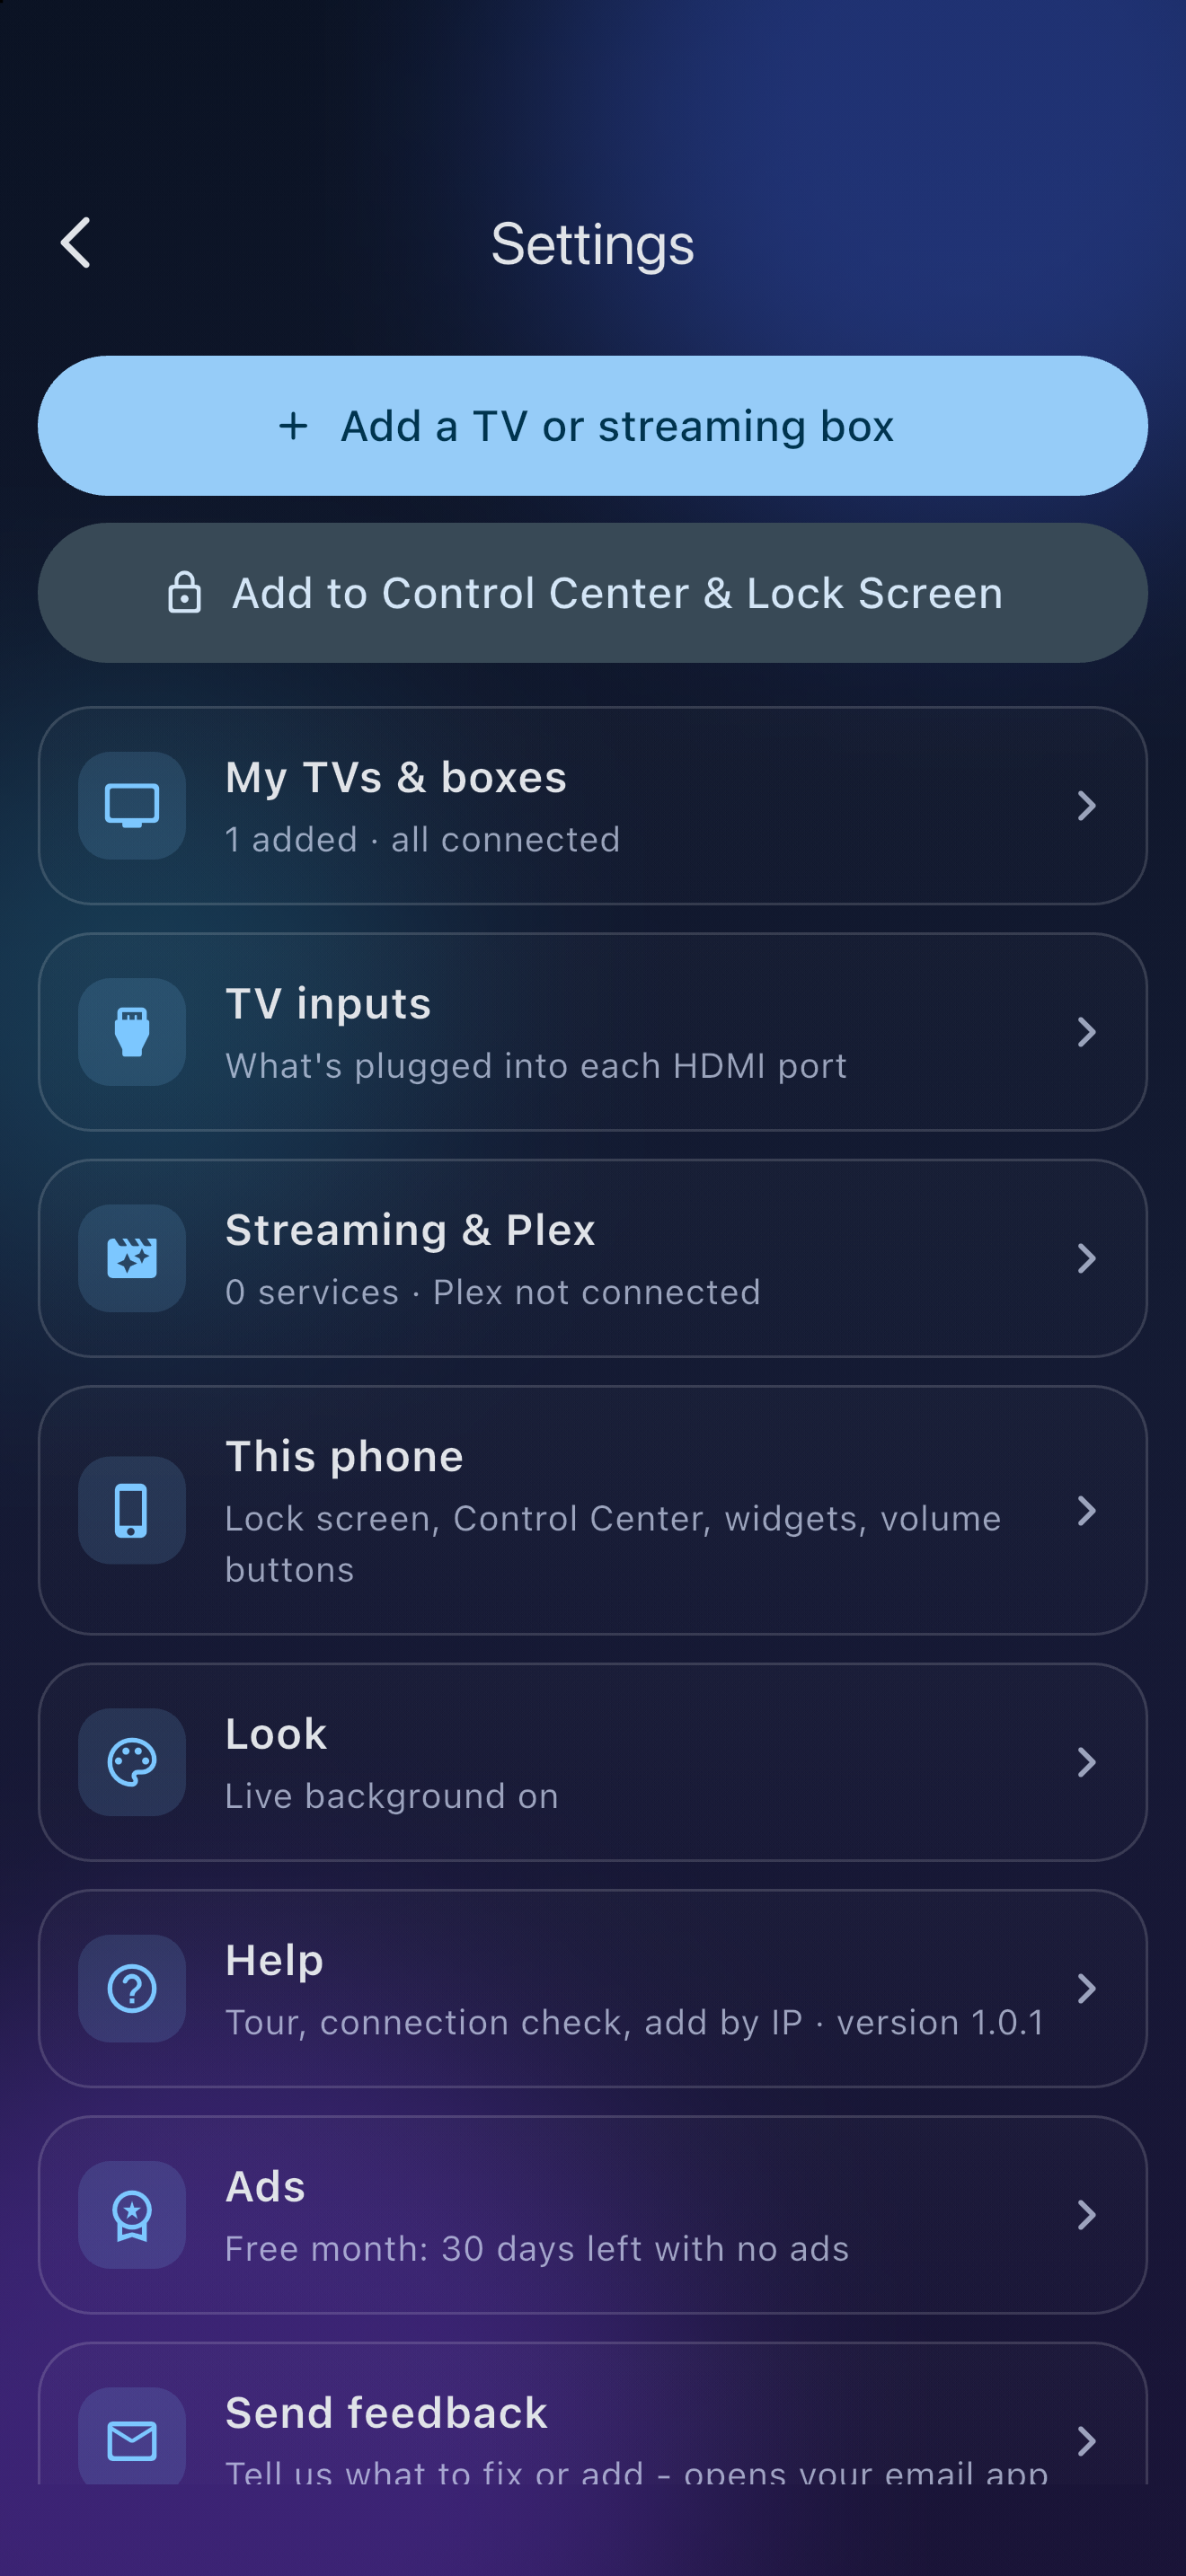 Settings
+ Add a TV or streaming box
Add to Control Center & Lock Screen
My TVs & boxes
1 added · all connected
TV inputs
What's plugged into each HDMI port
Streaming & Plex
0 services · Plex not connected
This phone
Lock screen, Control Center, widgets, volume
buttons
Look
Live background on
Help
Tour, connection check, add by IP · version 1.0.1
Ads
Free month: 30 days left with no ads
Send feedback
Tell us what to fix or add - opens your email app